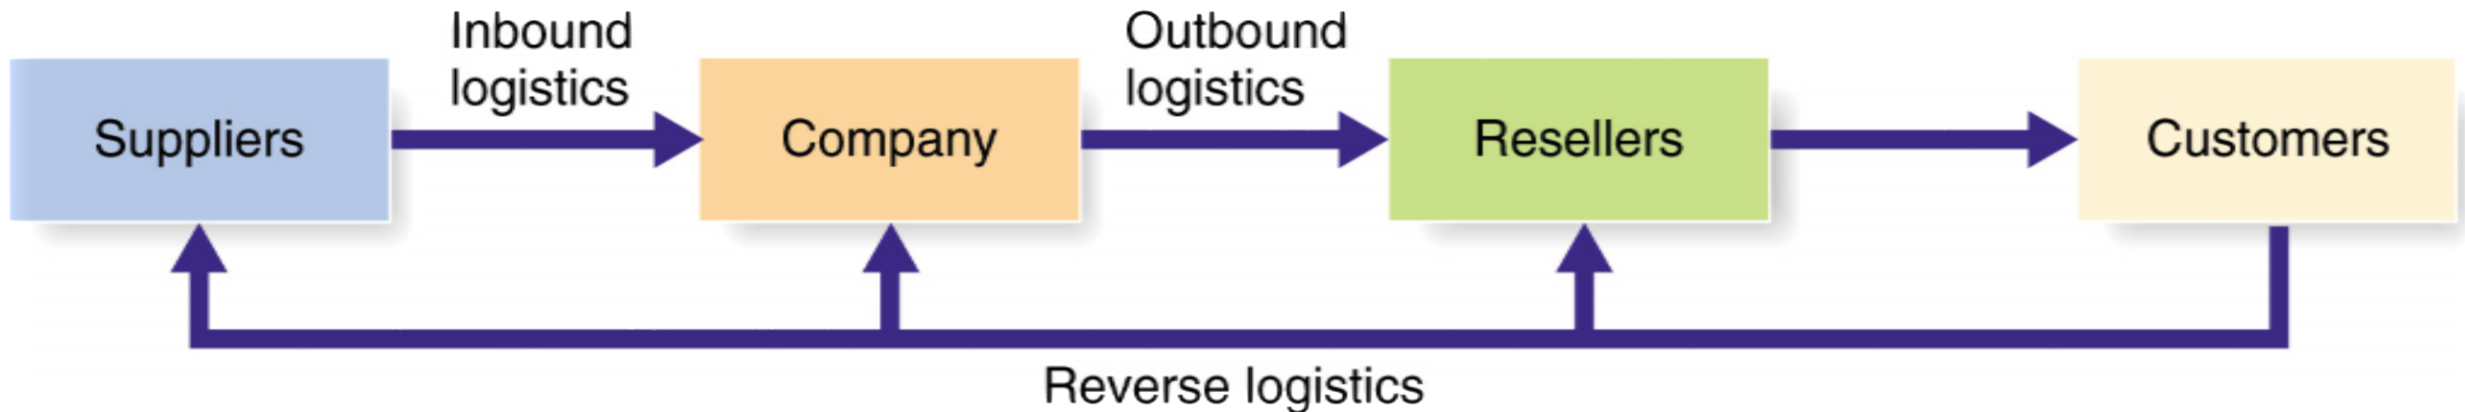 Inbound
logistics
Outbound
logistics
Suppliers
Company
Resellers
Customers
Reverse logistics